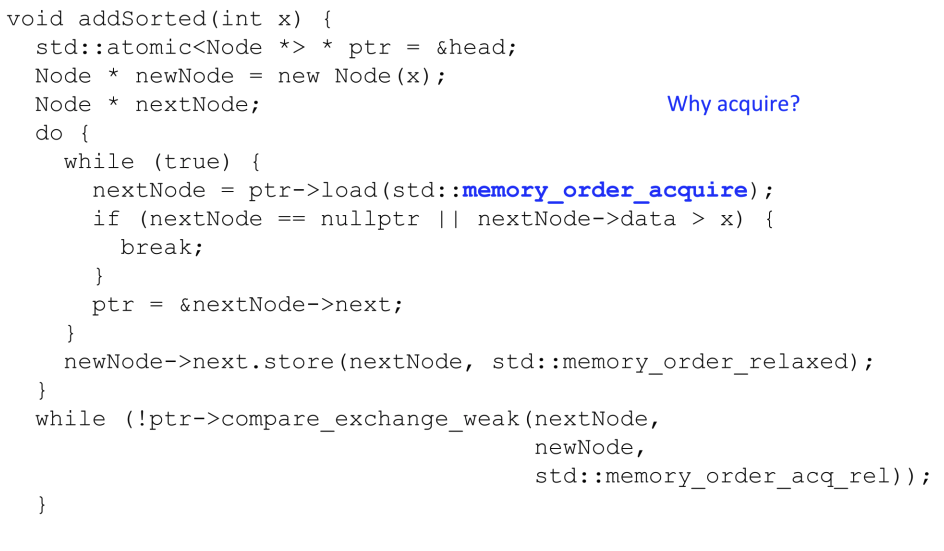 void addSorted(int x) {
std::atomic<Node *> * ptr = &head;
Node * newNode = new Node(x);
Node * nextNode;
Why acquire?
do {
while (true) {
nextNode = ptr->load(std::memory_order_acquire);
if (nextNode == nullptr || nextNode->data > x) {
break;
}
ptr = &nextNode->next;
}
newNode->next.store(nextNode, std::memory_order_relaxed);
}
while (!ptr->compare_exchange_weak(nextNode,
newNode,
std::memory_order_acq_rel));
}